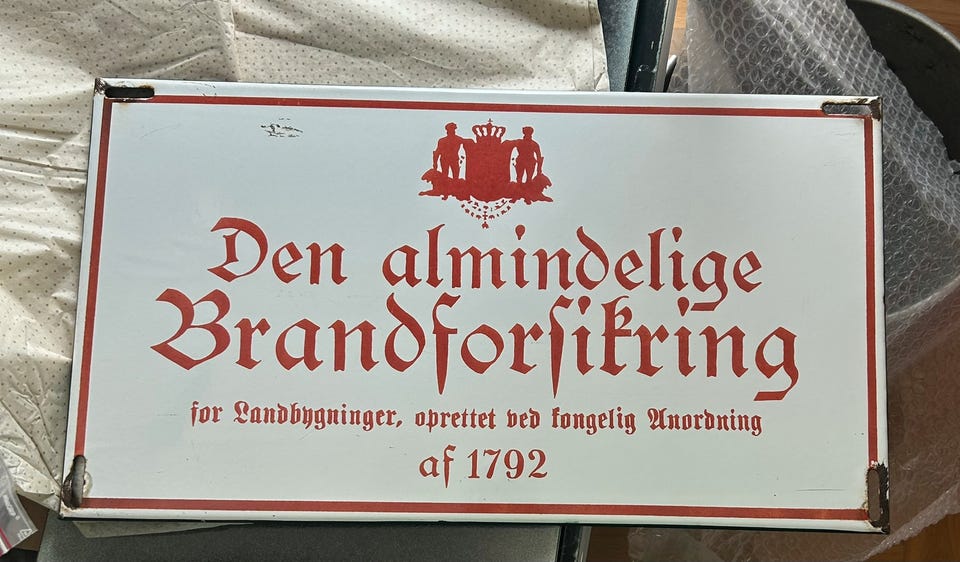 Den almindelige
Brandforsikring
for Landbygninger, oprettet ved kongelig Anordning
af 1792